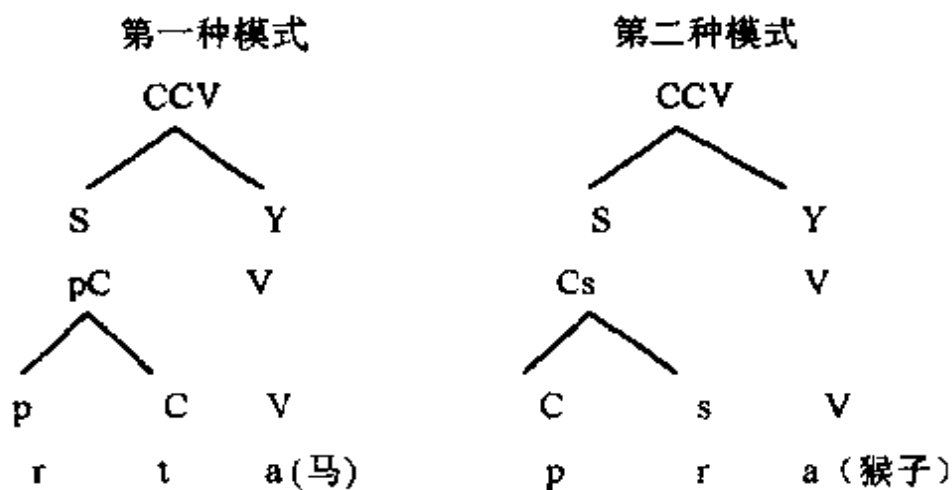 第一种模式 第二种模式
CCV CCV
S Y S Y
pC V Cs V
p C V C s V
r t a(马) p r a（猴子）